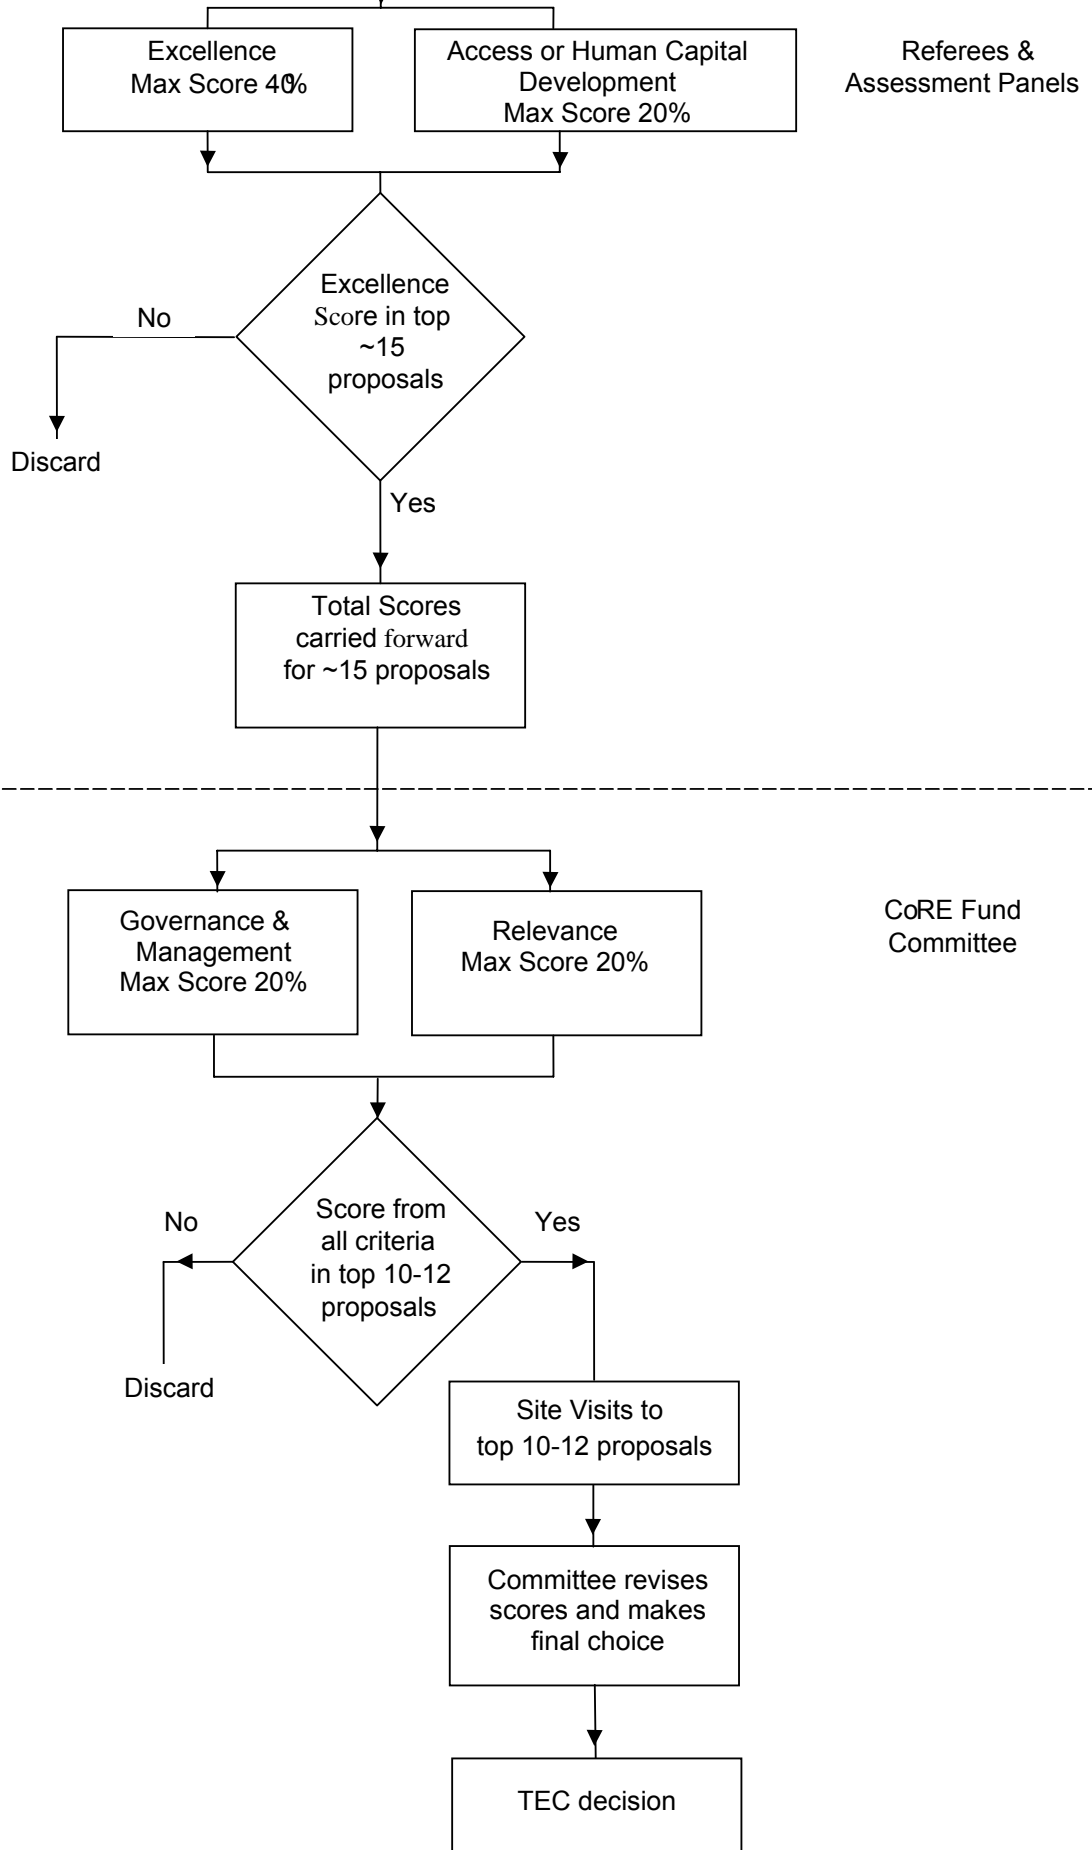 Excellence
Max Score 40%
Access or Human Capital
Development
Max Score 20%
Referees &
Assessment Panels
Excellence
Score in top
~15
proposals
No
Discard
Yes
Total Scores
carried forward
for ~15 proposals
Governance &
Management
Max Score 20%
Relevance
Max Score 20%
CoRE Fund
Committee
Score from
all criteria
in top 10-12
proposals
No
Yes
Discard
Site Visits to
top 10-12 proposals
Committee revises
scores and makes
final choice
TEC decision